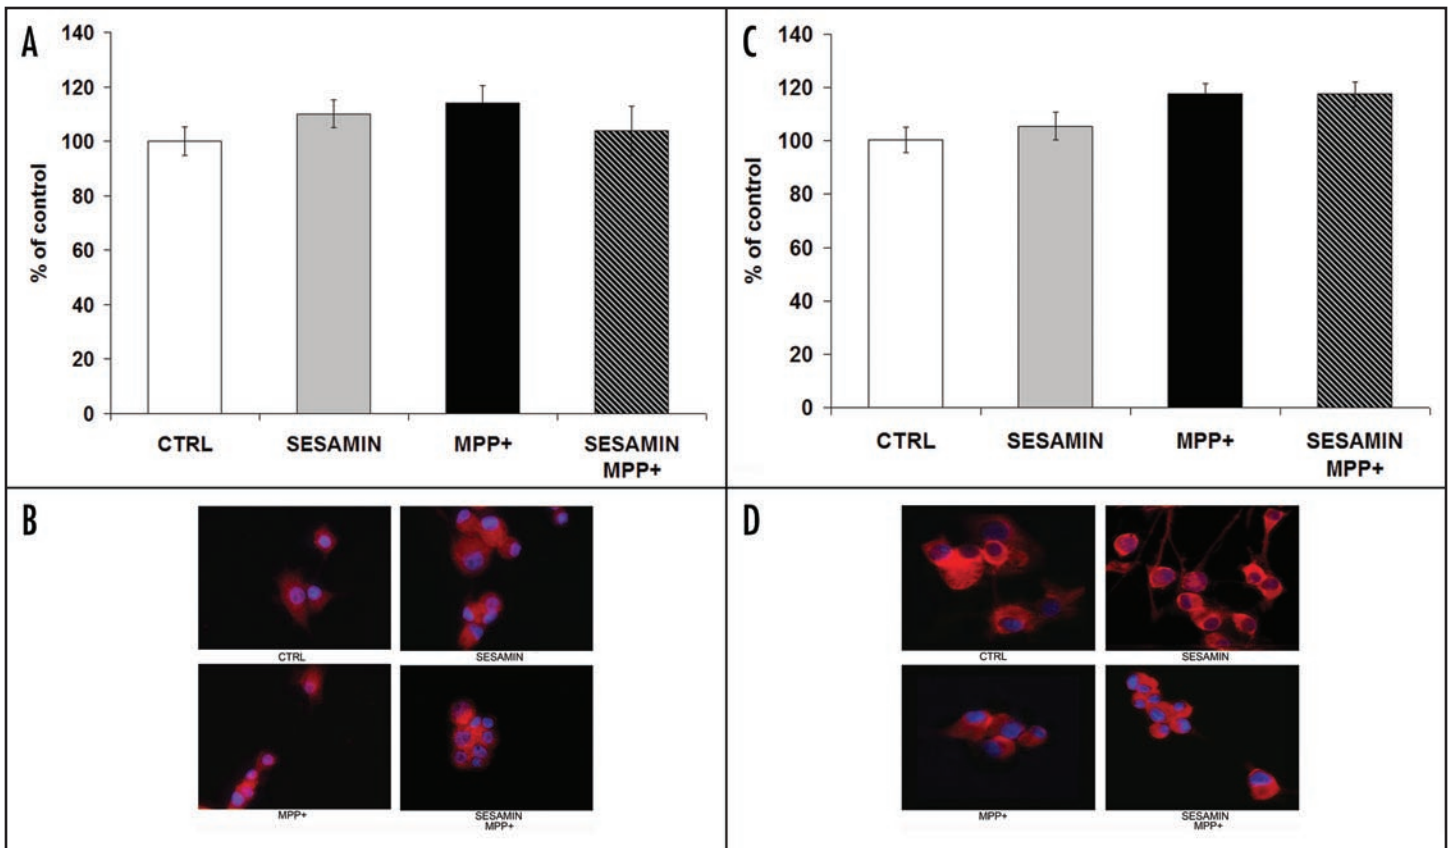 A
140
120
100
80
60
40
20
0
% of control
CTRL
SESAMIN
MPP+
SESAMIN
MPP+
C
140
120
100
80
60
40
20
0
% of control
CTRL
SESAMIN
MPP+
SESAMIN
MPP+
B
CTRL
SESAMIN
MPP+
SESAMIN
MPP+
D
CTRL
SESAMIN
MPP+
SESAMIN
MPP+